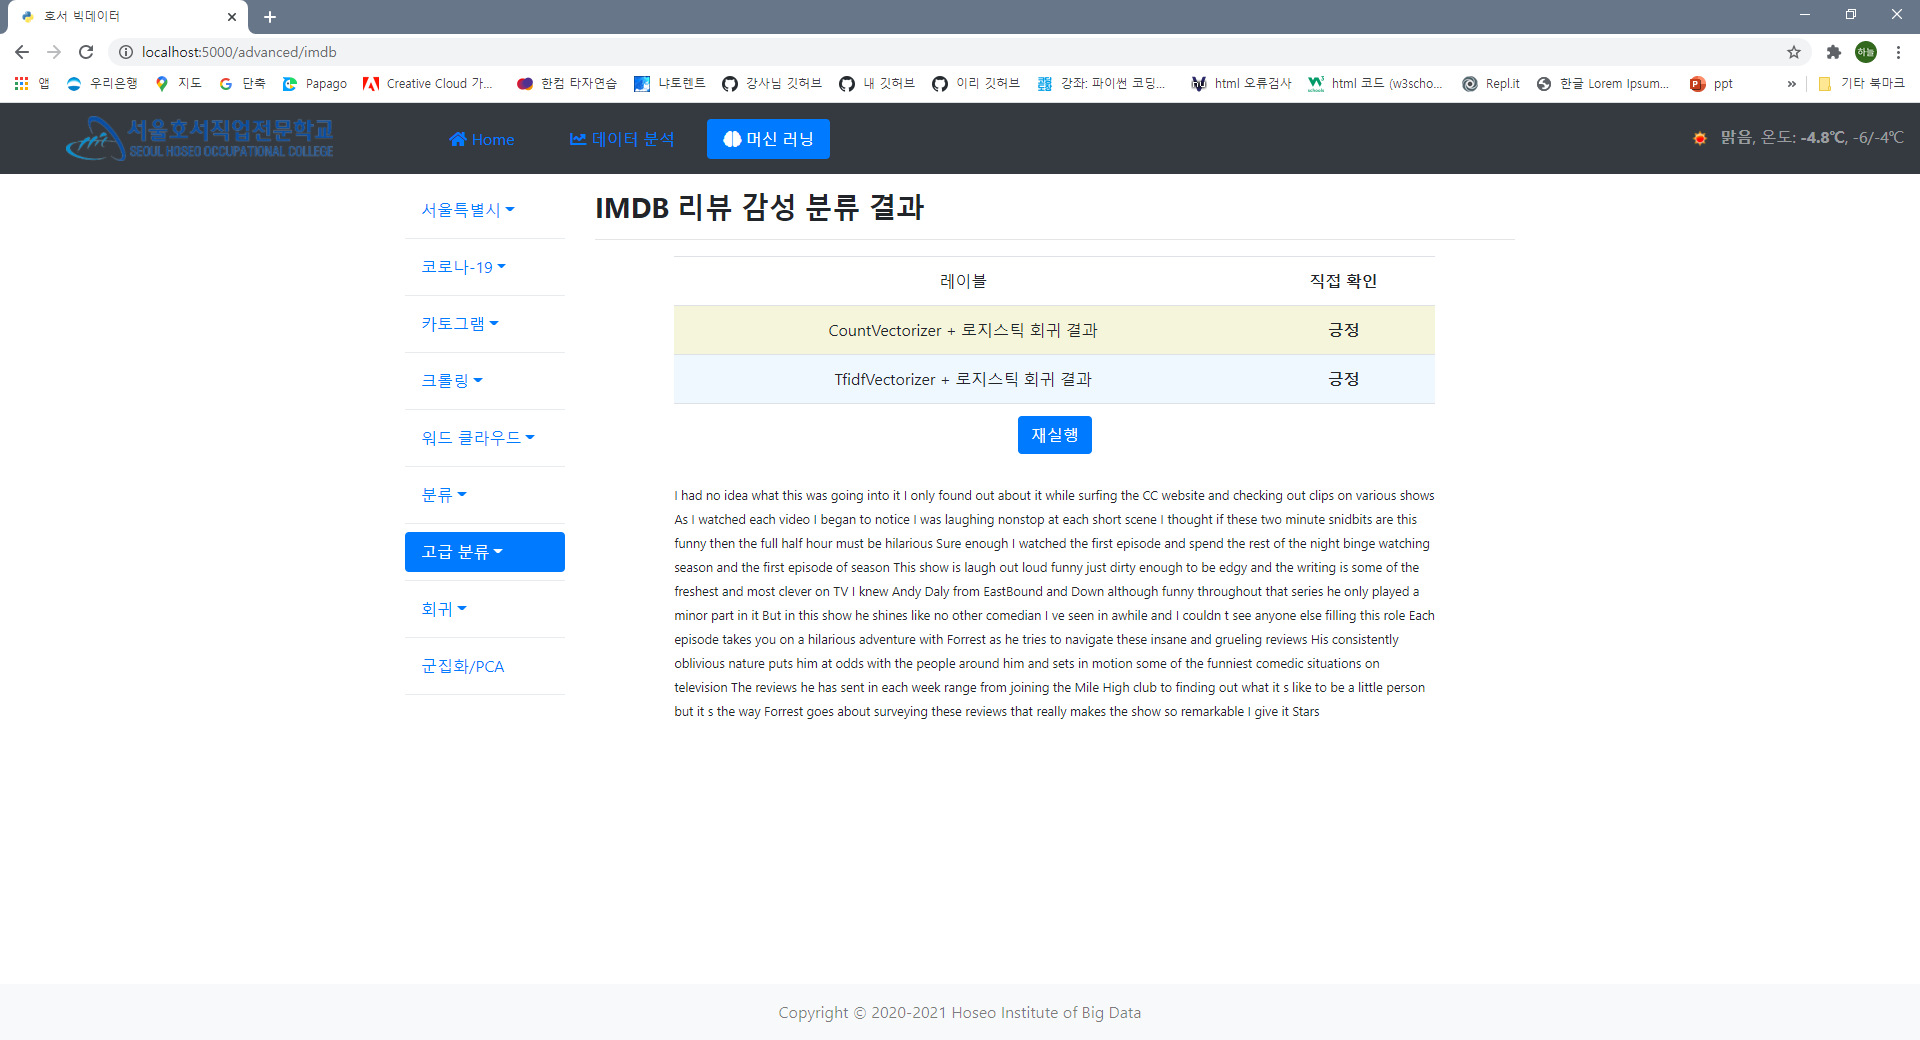 호서 빅데이터
localhost:5000/advanced/imdb
하늘
앱 우리은행 지도 단축 Papago Creative Cloud 가... 한컴 타자연습 냐토렌트 강사님 깃허브 내 깃허브 이리 깃허브 강좌: 파이썬 코딩... html 오류검사 html 코드 (w3scho... Repl.it 한글 Lorem Ipsum... ppt » 기타 북마크
서울호서직업전문학교
SEOUL HOSEO OCCUPATIONAL COLLEGE
Home 데이터 분석 머신 러닝 맑음, 온도: -4.8℃, -6/-4℃
서울특별시
코로나-19
카토그램
크롤링
워드 클라우드
분류
고급 분류
회귀
군집화/PCA
IMDB 리뷰 감성 분류 결과
레이블 직접 확인
CountVectorizer + 로지스틱 회귀 결과 긍정
TfidfVectorizer + 로지스틱 회귀 결과 긍정
재실행
I had no idea what this was going into it I only found out about it while surfing the CC website and checking out clips on various shows
As I watched each video I began to notice I was laughing nonstop at each short scene I thought if these two minute snidbits are this
funny then the full half hour must be hilarious Sure enough I watched the first episode and spend the rest of the night binge watching
season and the first episode of season This show is laugh out loud funny just dirty enough to be edgy and the writing is some of the
freshest and most clever on TV I knew Andy Daly from EastBound and Down although funny throughout that series he only played a
minor part in it But in this show he shines like no other comedian I ve seen in awhile and I couldn t see anyone else filling this role Each
episode takes you on a hilarious adventure with Forrest as he tries to navigate these insane and grueling reviews His consistently
oblivious nature puts him at odds with the people around him and sets in motion some of the funniest comedic situations on
television The reviews he has sent in each week range from joining the Mile High club to finding out what it s like to be a little person
but it s the way Forrest goes about surveying these reviews that really makes the show so remarkable I give it Stars
Copyright © 2020-2021 Hoseo Institute of Big Data